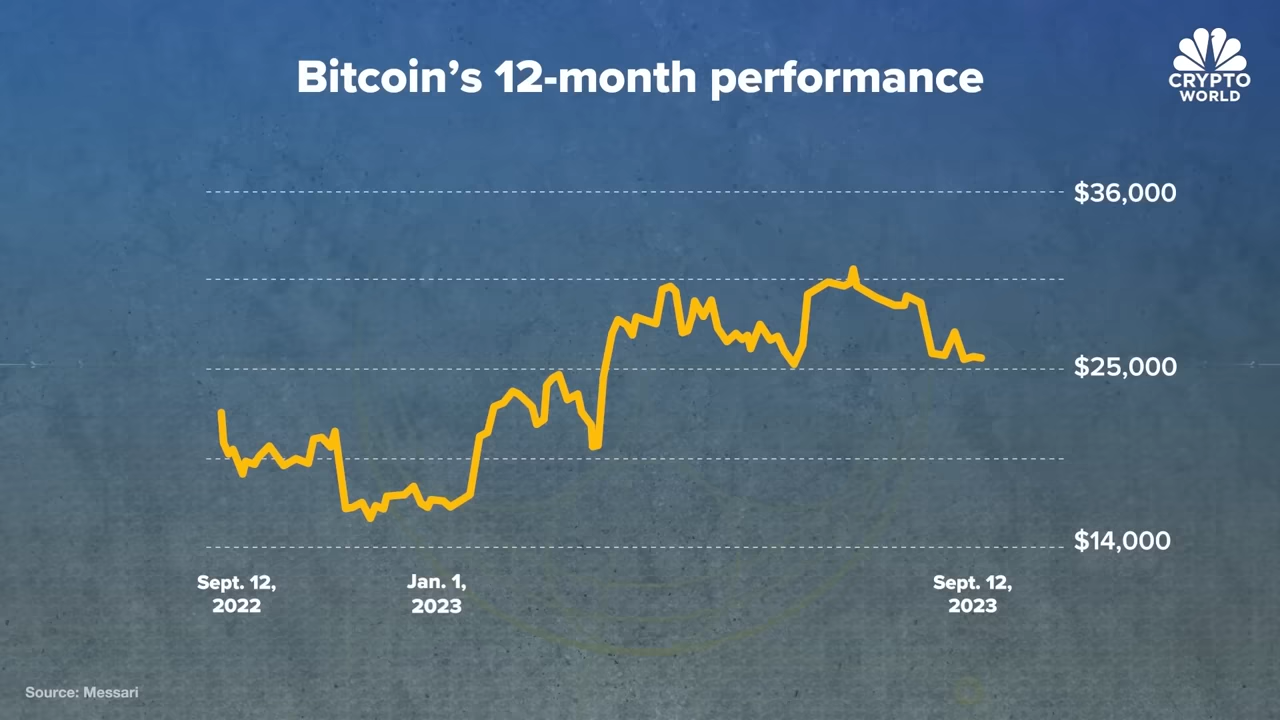 Bitcoin’s 12-month performance
CRYPTO
WORLD
$36,000
$25,000
$14,000
Sept. 12,
2022
Jan. 1,
2023
Sept. 12,
2023
Source: Messari